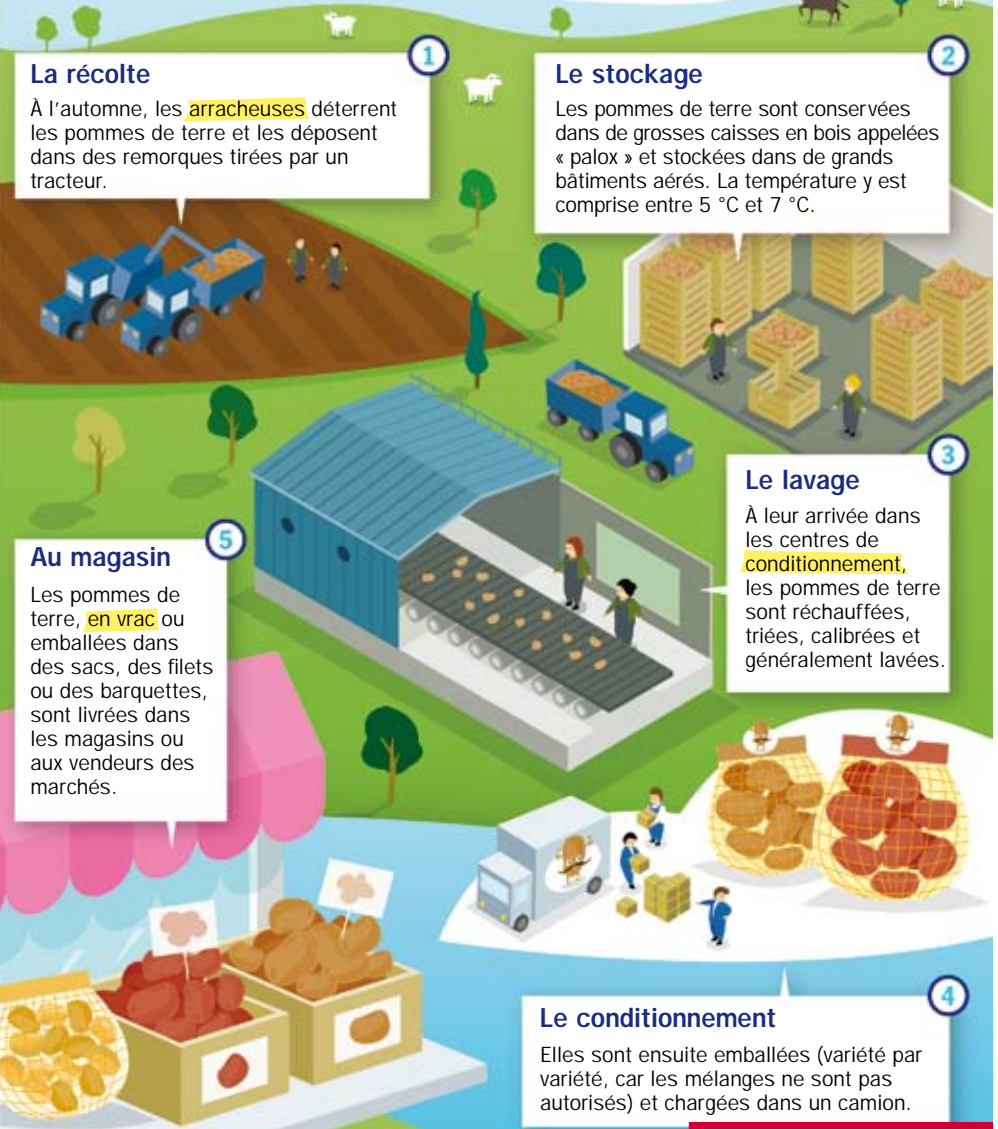 1
La récolte
À l'automne, les arracheuses déterrent
les pommes de terre et les déposent
dans des remorques tirées par un
tracteur.
2
Le stockage
Les pommes de terre sont conservées
dans de grosses caisses en bois appelées
« palox » et stockées dans de grands
bâtiments aérés. La température y est
comprise entre 5 °C et 7 °C.
3
Le lavage
À leur arrivée dans
les centres de
conditionnement,
les pommes de terre
sont réchauffées,
triées, calibrées et
généralement lavées.
4
Le conditionnement
Elles sont ensuite emballées (variété par
variété, car les mélanges ne sont pas
autorisés) et chargées dans un camion.
5
Au magasin
Les pommes de
terre, en vrac ou
emballées dans
des sacs, des filets
ou des barquettes,
sont livrées dans
les magasins ou
aux vendeurs des
marchés.